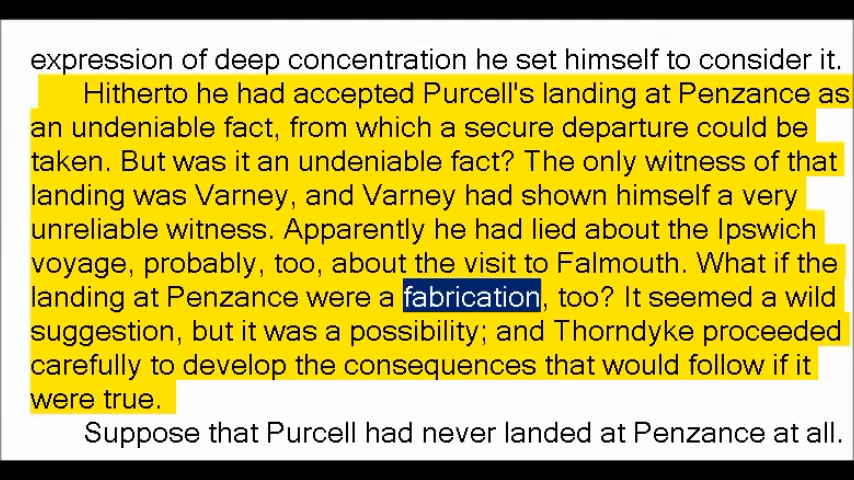 expression of deep concentration he set himself to consider it.
Hitherto he had accepted Purcell's landing at Penzance as
an undeniable fact, from which a secure departure could be
taken. But was it an undeniable fact? The only witness of that
landing was Varney, and Varney had shown himself a very
unreliable witness. Apparently he had lied about the Ipswich
voyage, probably, too, about the visit to Falmouth. What if the
landing at Penzance were a fabrication, too? It seemed a wild
suggestion, but it was a possibility; and Thorndyke proceeded
carefully to develop the consequences that would follow if it
were true.
Suppose that Purcell had never landed at Penzance at all.